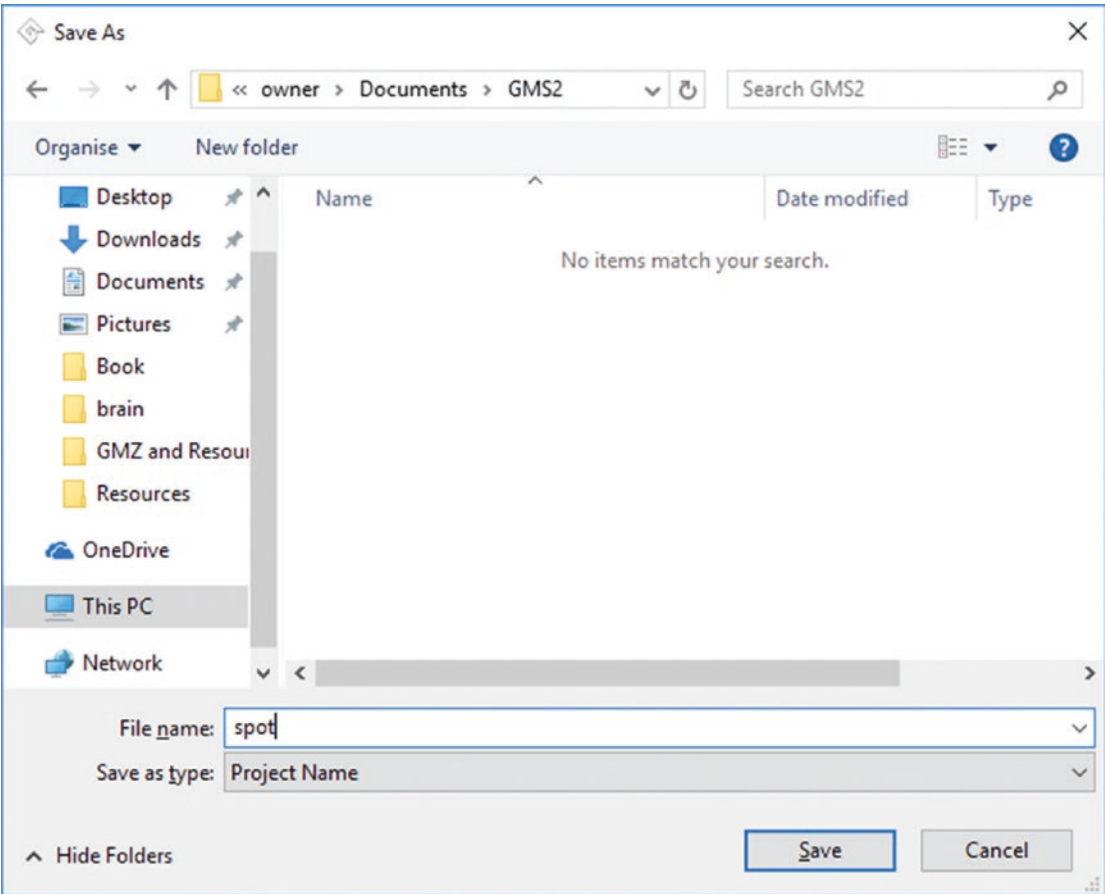 Save As
« owner > Documents > GMS2
Search GMS2
Organise
New folder
Desktop
Downloads
Documents
Pictures
Book
brain
GMZ and Resour
Resources
OneDrive
This PC
Network
Name
Date modified
Type
No items match your search.
File name: spot
Save as type: Project Name
Hide Folders
Save
Cancel